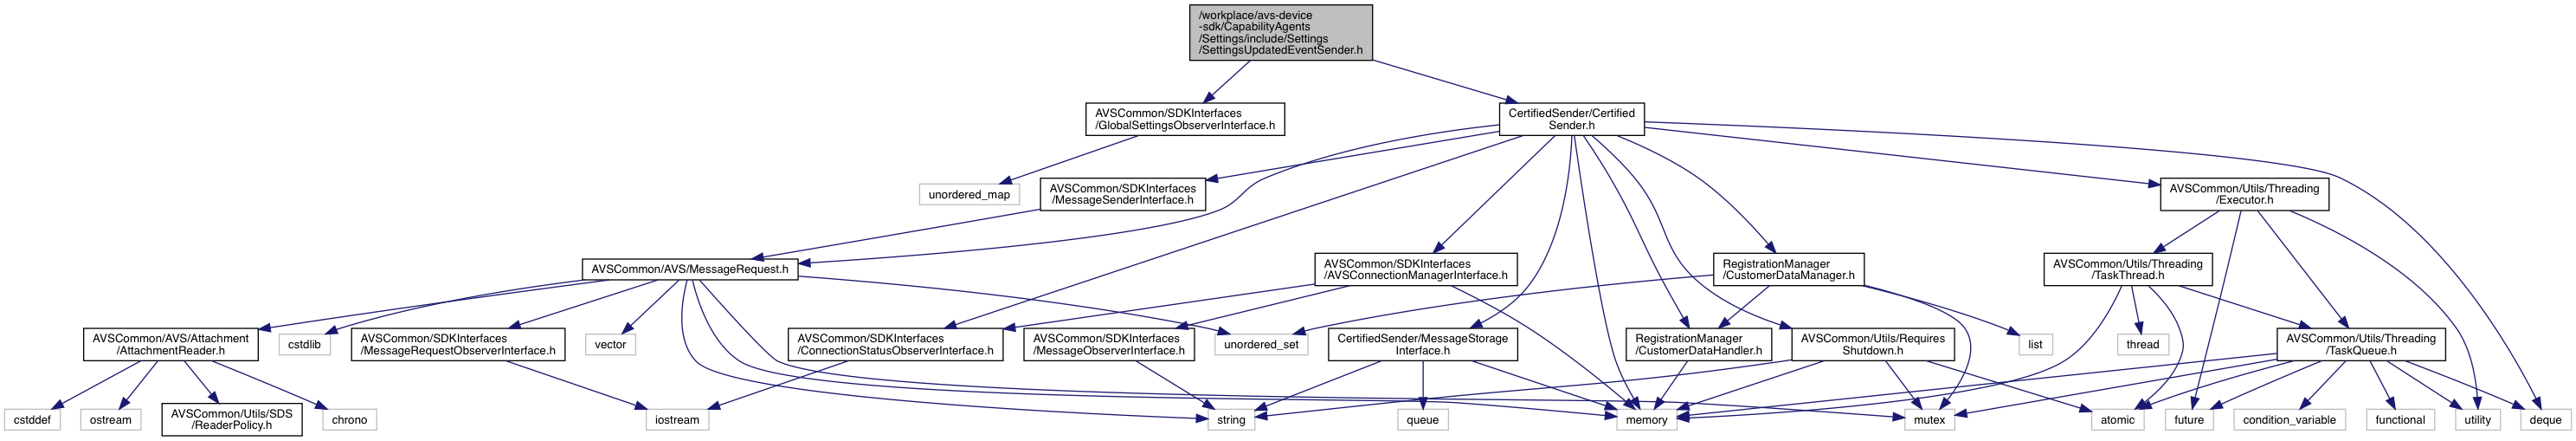 /workplace/avs-device
-sdk/CapabilityAgents
/Settings/include/Settings
/SettingsUpdatedEventSender.h
AVSCommon/SDKInterfaces
/GlobalSettingsObserverInterface.h
CertifiedSender/Certified
Sender.h
unordered_map
AVSCommon/SDKInterfaces
/MessageSenderInterface.h
AVSCommon/Utils/Threading
/Executor.h
AVSCommon/AVS/MessageRequest.h
AVSCommon/SDKInterfaces
/AVSConnectionManagerInterface.h
RegistrationManager
/CustomerDataManager.h
AVSCommon/Utils/Threading
/TaskThread.h
AVSCommon/AVS/Attachment
/AttachmentReader.h
cstdlib
AVSCommon/SDKInterfaces
/MessageRequestObserverInterface.h
vector
AVSCommon/SDKInterfaces
/ConnectionStatusObserverInterface.h
AVSCommon/SDKInterfaces
/MessageObserverInterface.h
unordered_set
CertifiedSender/MessageStorage
Interface.h
RegistrationManager
/CustomerDataHandler.h
AVSCommon/Utils/Requires
Shutdown.h
list
thread
AVSCommon/Utils/Threading
/TaskQueue.h
cstddef
ostream
AVSCommon/Utils/SDS
/ReaderPolicy.h
chrono
iostream
string
queue
memory
mutex
atomic
future
condition_variable
functional
utility
deque